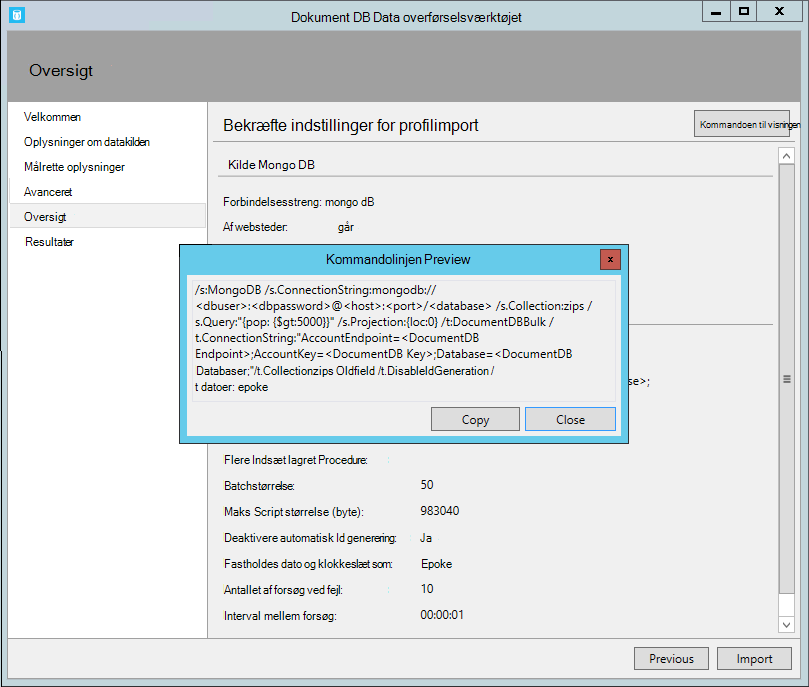 Dokument DB Data overførselsværktøjet
Oversigt
Velkommen
Oplysninger om datakilden
Målrette oplysninger
Avanceret
Oversigt
Resultater
Bekræfte indstillinger for profilimport
Kommandoen til visningen
Kilde Mongo DB
Forbindelsesstreng: mongo dB
Af websteder: går
Kommandolinjen Preview
/s:MongoDB /s.ConnectionString:mongodb://
<dbuser>:<dbpassword>@<host>:<port>/<database> /s.Collection:zips /
s.Query:"{pop: {$gt:5000}}" /s.Projection:{loc:0} /t:DocumentDBBulk /
t.ConnectionString:"AccountEndpoint=<DocumentDB
Endpoint>;AccountKey=<DocumentDB Key>;Database=<DocumentDB
Databaser;"/t.Collectionzips Oldfield /t.DisableIdGeneration /
t datoer: epoke
Copy
Close
se>;
Flere Indsæt lagret Procedure:
Batchstørrelse: 50
Maks Script størrelse (byte): 983040
Deaktivere automatisk Id generering: Ja
Fastholdes dato og klokkeslæt som: Epoke
Antallet af forsøg ved fejl: 10
Interval mellem forsøg: 00:00:01
Previous
Import